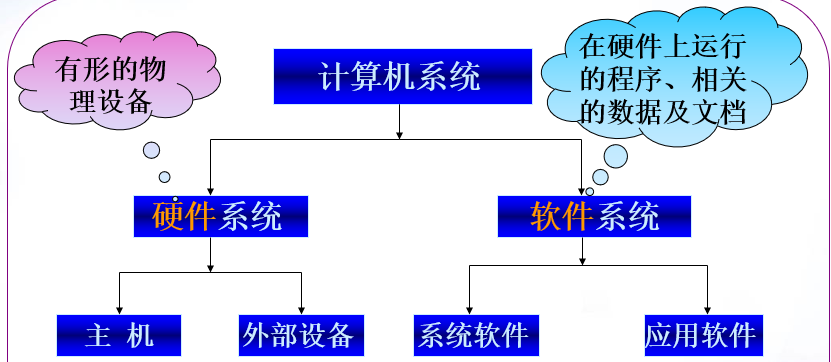 有形的物
理设备
计算机系统
在硬件上运行
的程序、相关
的数据及文档
硬件系统
软件系统
主 机
外部设备
系统软件
应用软件